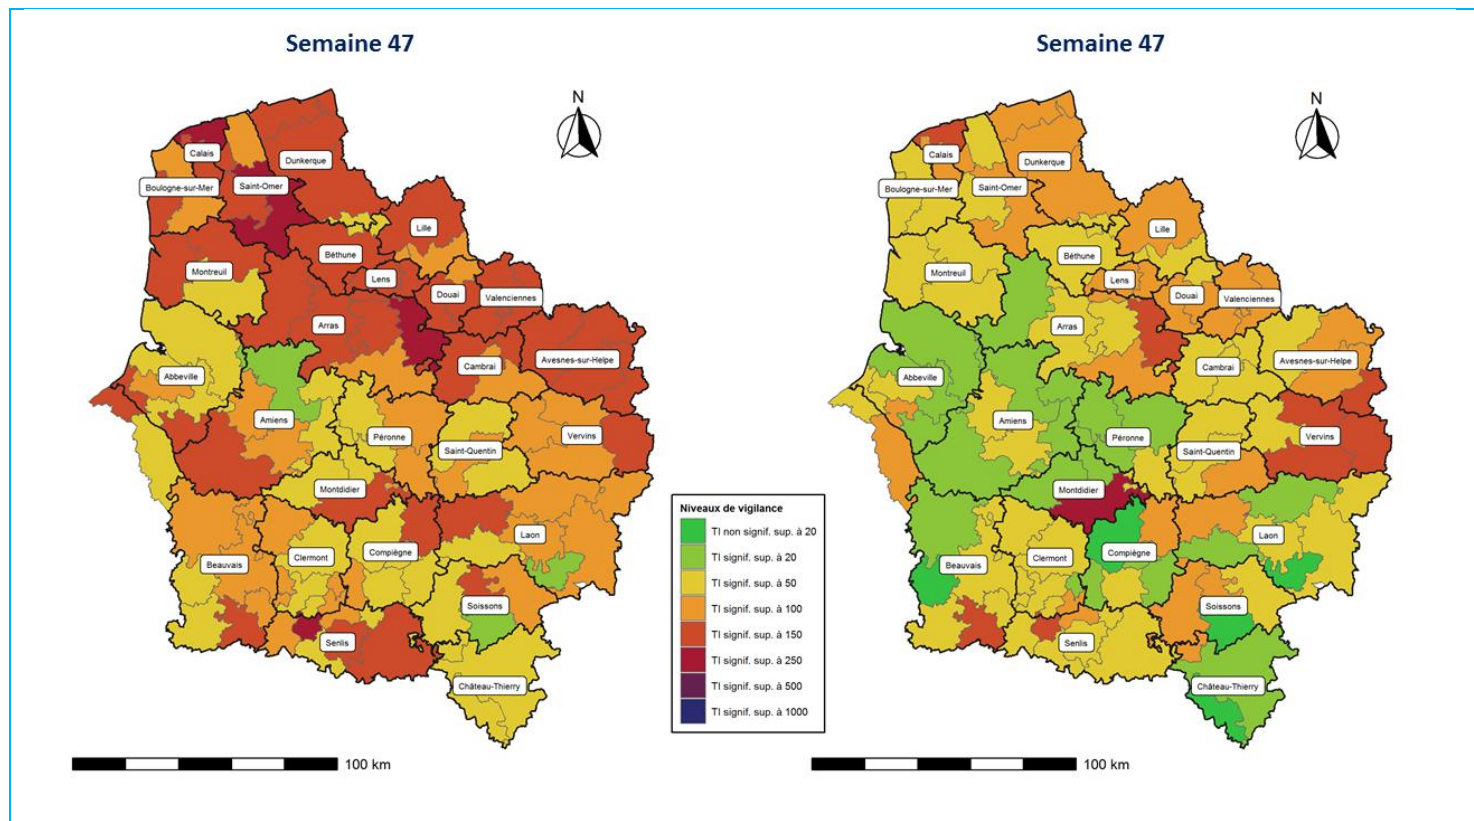 Semaine 47
N
Calais
Dunkerque
Boulogne-sur-Mer
Saint-Omer
Lille
Béthune
Montreuil
Lens
Douai
Valenciennes
Arras
Avesnes-sur-Helpe
Cambrai
Abbeville
Amiens
Péronne
Vervins
Saint-Quentin
Montdidier
Laon
Clermont
Compiègne
Beauvais
Soissons
Senlis
Château-Thierry
100 km
Niveaux de vigilance
TI non signif. sup. à 20
TI signif. sup. à 20
TI signif. sup. à 50
TI signif. sup. à 100
TI signif. sup. à 150
TI signif. sup. à 250
TI signif. sup. à 500
TI signif. sup. à 1000
Semaine 47
N
Calais
Dunkerque
Boulogne-sur-Mer
Saint-Omer
Lille
Béthune
Montreuil
Lens
Douai
Valenciennes
Arras
Avesnes-sur-Helpe
Cambrai
Abbeville
Amiens
Péronne
Vervins
Saint-Quentin
Montdidier
Laon
Clermont
Compiègne
Beauvais
Soissons
Senlis
Château-Thierry
100 km